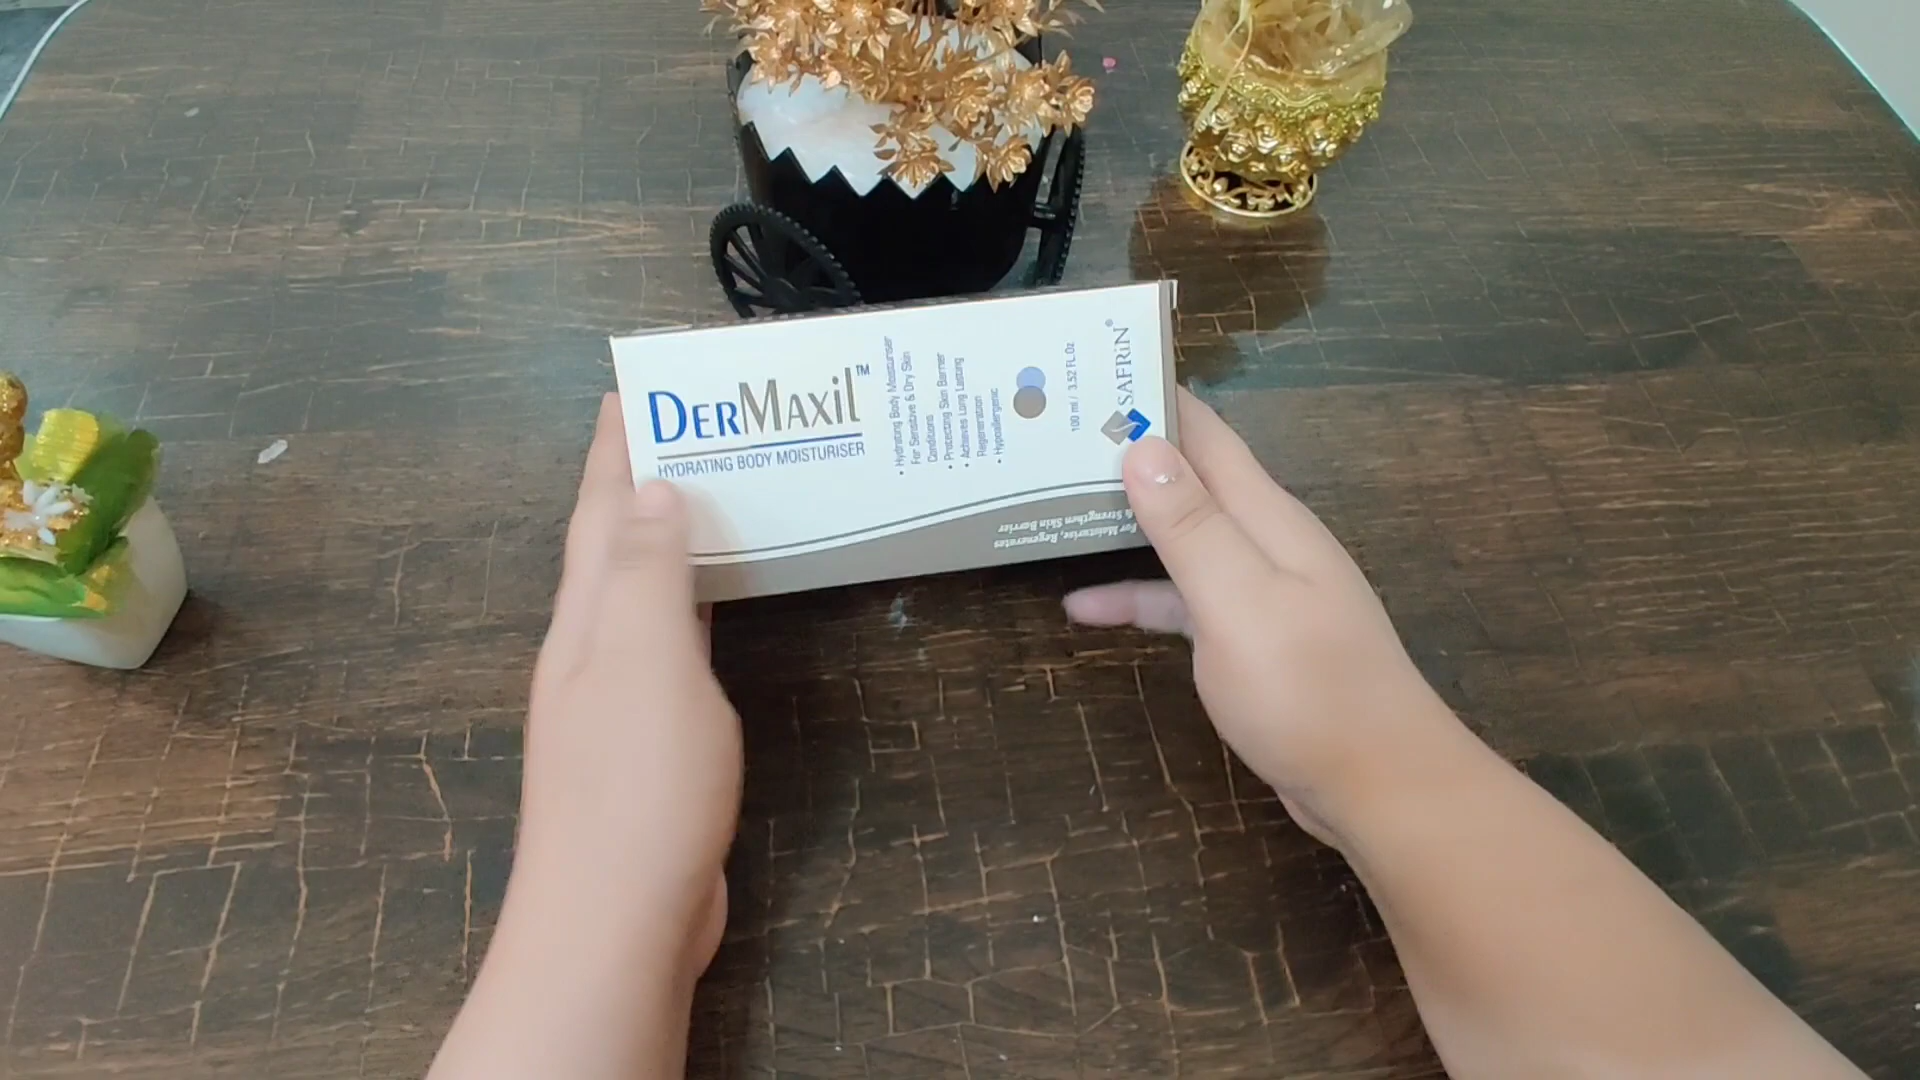 DERMAXIL™
HYDRATING BODY MOISTURISER
• Hydrating Body Moisturiser
For Sensitive & Dry Skin
Conditions
• Protecting Skin Barrier
• Achieves Long Lasting
Regeneration
• Hypoallergenic
100 ml / 3.52 FL.Oz
SAFRiN®
For Moisturise, Regenerates
& Strengthen Skin Barrier